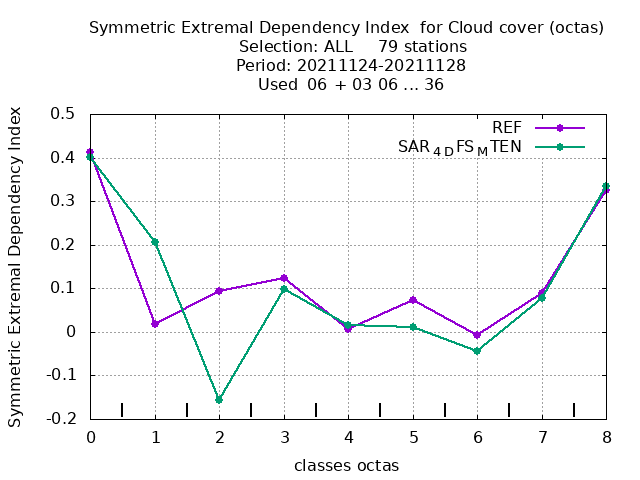 Symmetric Extremal Dependency Index  for Cloud cover (octas)
Selection: ALL     79 stations
Period: 20211124-20211128
Used  06 + 03 06 ... 36
Symmetric Extremal Dependency Index
REF
SAR4DFSMTEN
0.5
0.4
0.3
0.2
0.1
0
-0.1
-0.2
0 1 2 3 4 5 6 7 8
classes octas